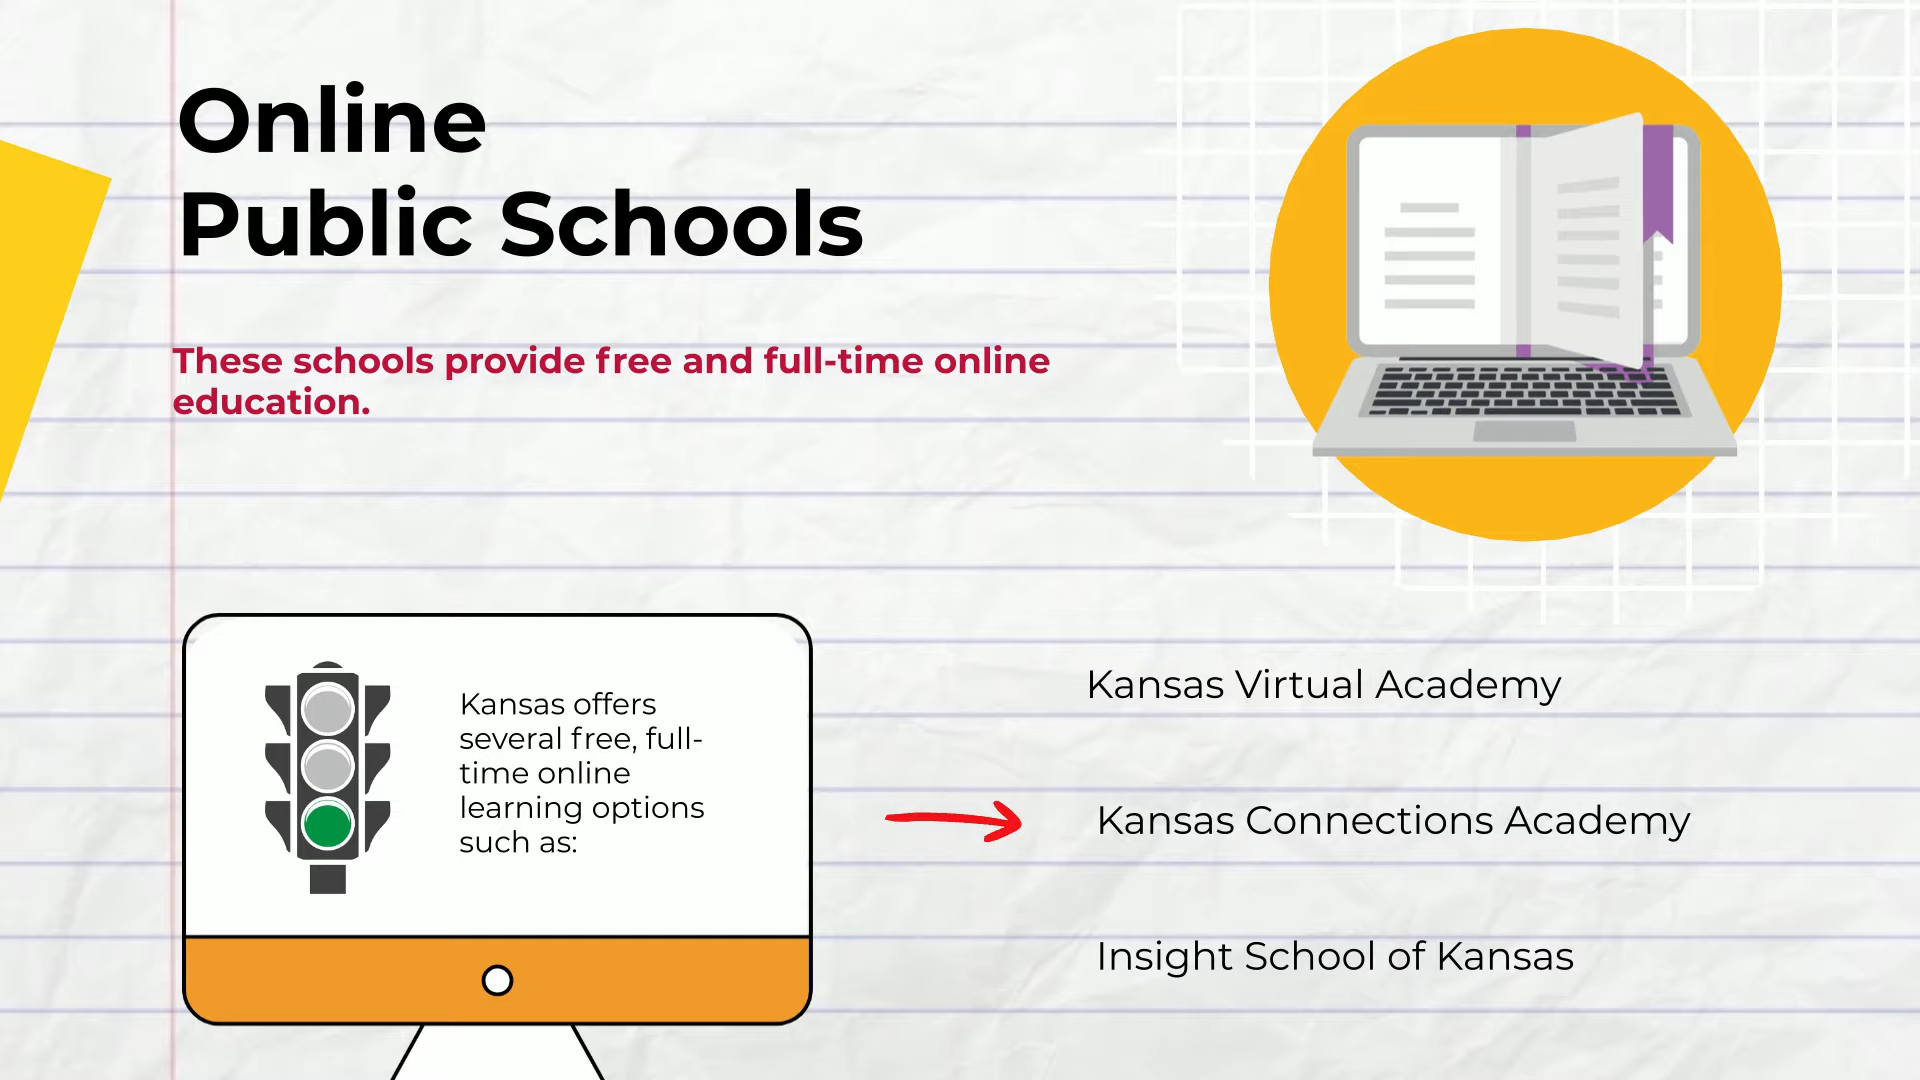 Online
Public Schools
These schools provide free and full-time online
education.
Kansas offers
several free, full-
time online
learning options
such as:
Kansas Virtual Academy
Kansas Connections Academy
Insight School of Kansas